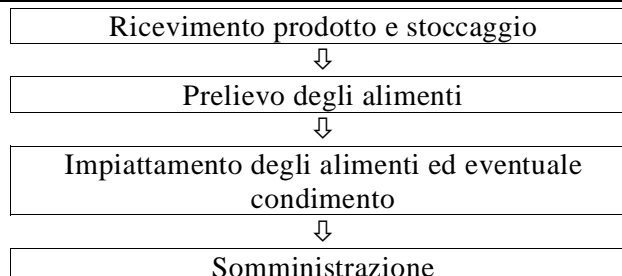 Ricevimento prodotto e stoccaggio
⇩
Prelievo degli alimenti
⇩
Impiattamento degli alimenti ed eventuale
condimento
⇩
Somministrazione